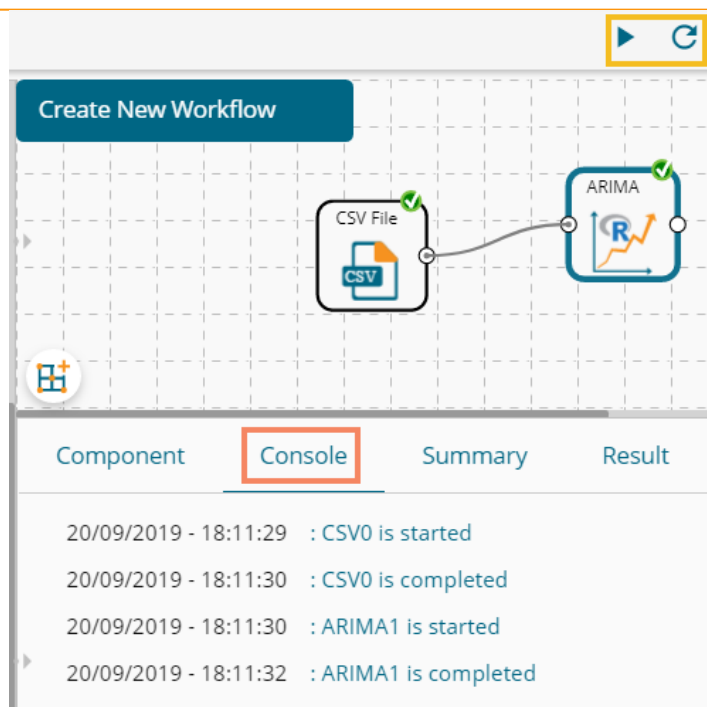 Create New Workflow
ARIMA
R
CSV File
CSV
Component Console Summary Result
20/09/2019 - 18:11:29 : CSV0 is started
20/09/2019 - 18:11:30 : CSV0 is completed
20/09/2019 - 18:11:30 : ARIMA1 is started
20/09/2019 - 18:11:32 : ARIMA1 is completed